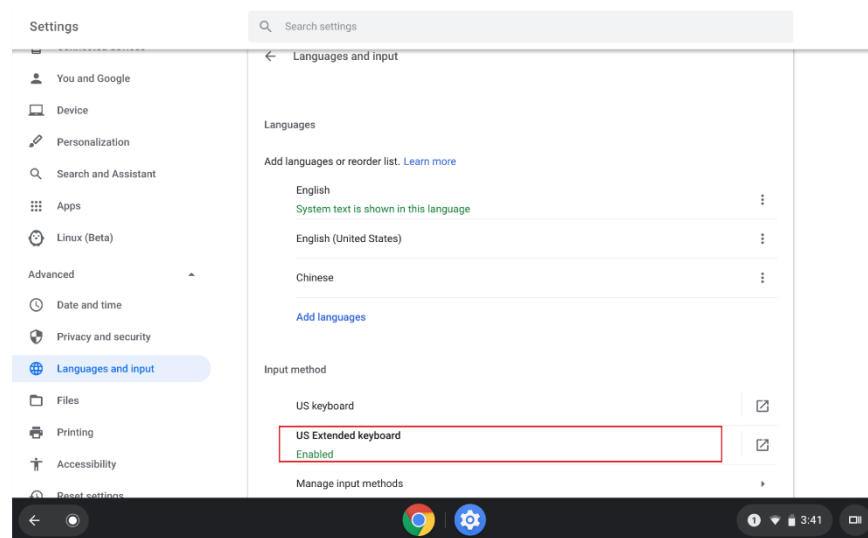 Settings
Search settings
Connected devices
You and Google
Device
Personalization
Search and Assistant
Apps
Linux (Beta)
Advanced
Date and time
Privacy and security
Languages and input
Files
Printing
Accessibility
Reset settings
Languages and input
Languages
Add languages or reorder list. Learn more
English
System text is shown in this language
English (United States)
Chinese
Add languages
Input method
US keyboard
US Extended keyboard
Enabled
Manage input methods
1 3:41